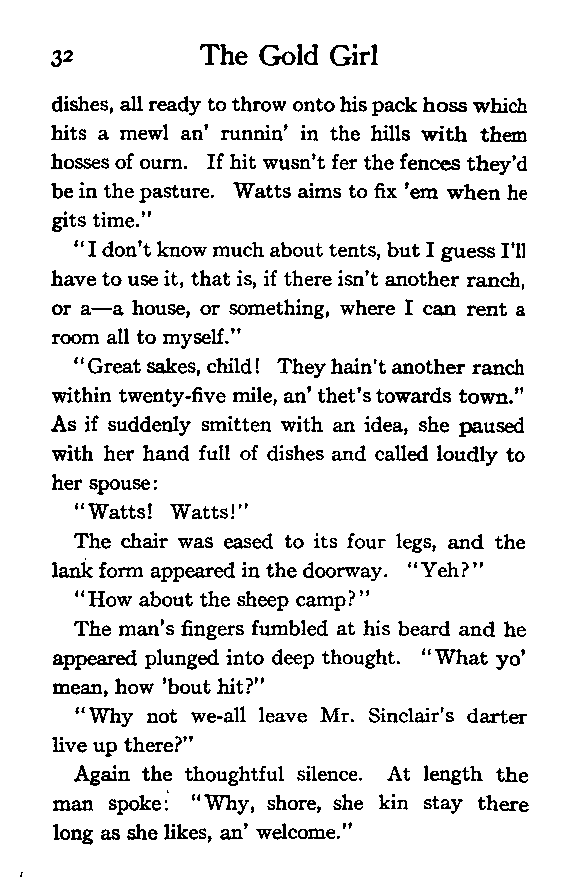 32 The Gold Girl
dishes, all ready to throw onto his pack hoss which
hits a mewl an' runnin' in the hills with them
hosses of ourn. If hit wusn't fer the fences they'd
be in the pasture. Watts aims to fix 'em when he
gits time."
"I don't know much about tents, but I guess I'll
have to use it, that is, if there isn't another ranch,
or a—a house, or something, where I can rent a
room all to myself."
"Great sakes, child! They hain't another ranch
within twenty-five mile, an' thet's towards town."
As if suddenly smitten with an idea, she paused
with her hand full of dishes and called loudly to
her spouse:
"Watts! Watts!"
The chair was eased to its four legs, and the
lank form appeared in the doorway. "Yeh?"
"How about the sheep camp?"
The man's fingers fumbled at his beard and he
appeared plunged into deep thought. "What yo'
mean, how 'bout hit?"
"Why not we-all leave Mr. Sinclair's darter
live up there?"
Again the thoughtful silence. At length the
man spoke: "Why, shore, she kin stay there
long as she likes, an' welcome."